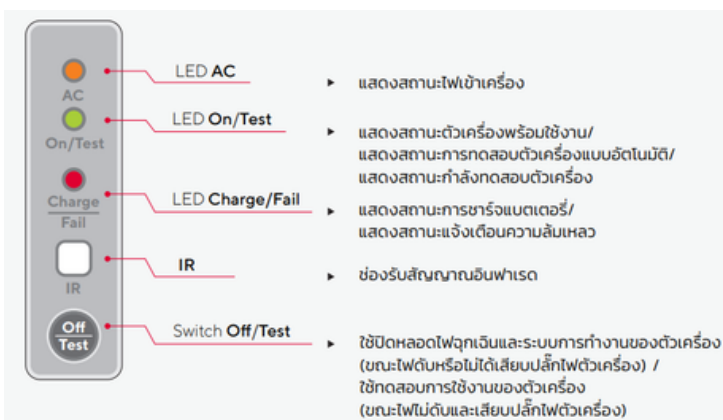 AC
On/Test
Charge
Fail
IR
Off
Test
LED AC
▸ แสดงสถานะไฟเข้าเครื่อง
LED On/Test
▸ แสดงสถานะตัวเครื่องพร้อมใช้งาน/
แสดงสถานะการทดสอบตัวเครื่องแบบอัตโนมัติ/
แสดงสถานะกำลังทดสอบตัวเครื่อง
LED Charge/Fail
▸ แสดงสถานะการชาร์จแบตเตอรี่/
แสดงสถานะแจ้งเตือนความล้มเหลว
IR
▸ ช่องรับสัญญาณอินฟาเรด
Switch Off/Test
▸ ใช้ปิดหลอดไฟฉุกเฉินและระบบการทำงานของตัวเครื่อง
(ขณะไฟดับหรือไม่ได้เสียบปลั๊กไฟตัวเครื่อง) /
ใช้ทดสอบการใช้งานของตัวเครื่อง
(ขณะไฟไม่ดับและเสียบปลั๊กไฟตัวเครื่อง)